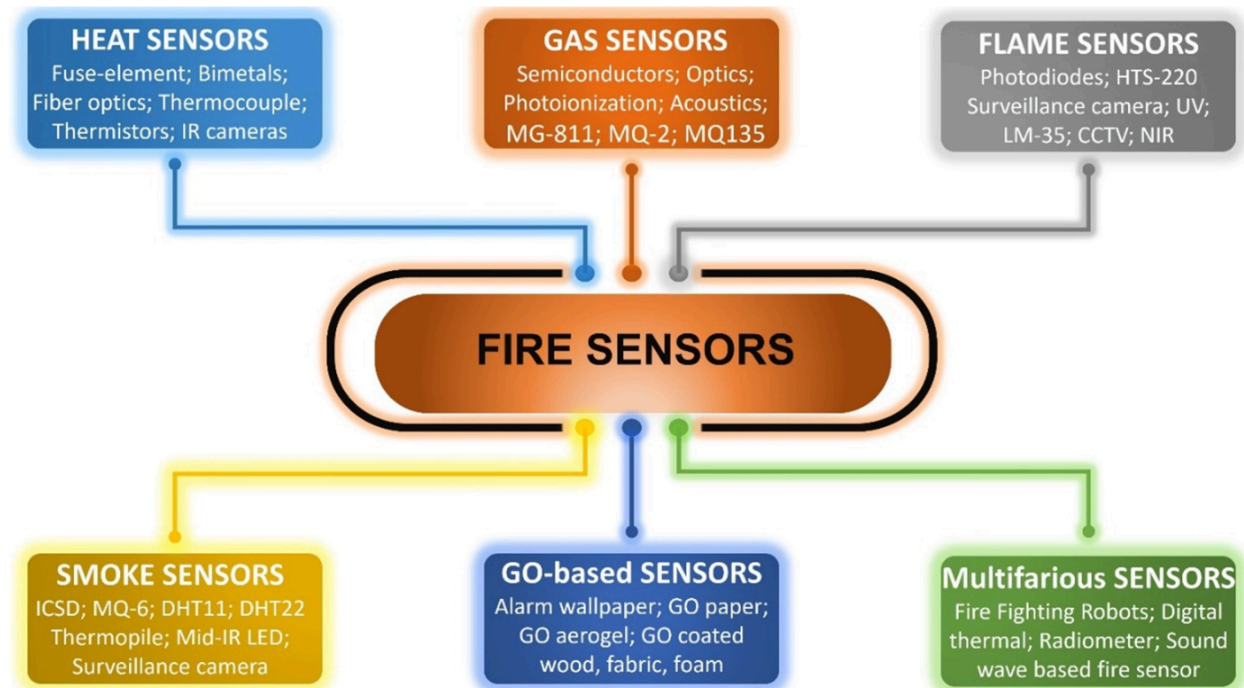 HEAT SENSORS
Fuse-element; Bimetals;
Fiber optics; Thermocouple;
Thermistors; IR cameras
GAS SENSORS
Semiconductors; Optics;
Photoionization; Acoustics;
MG-811; MQ-2; MQ135
FLAME SENSORS
Photodiodes; HTS-220
Surveillance camera; UV;
LM-35; CCTV; NIR
FIRE SENSORS
SMOKE SENSORS
ICSD; MQ-6; DHT11; DHT22
Thermopile; Mid-IR LED;
Surveillance camera
GO-based SENSORS
Alarm wallpaper; GO paper;
GO aerogel; GO coated
wood, fabric, foam
Multifarious SENSORS
Fire Fighting Robots; Digital
thermal; Radiometer; Sound
wave based fire sensor